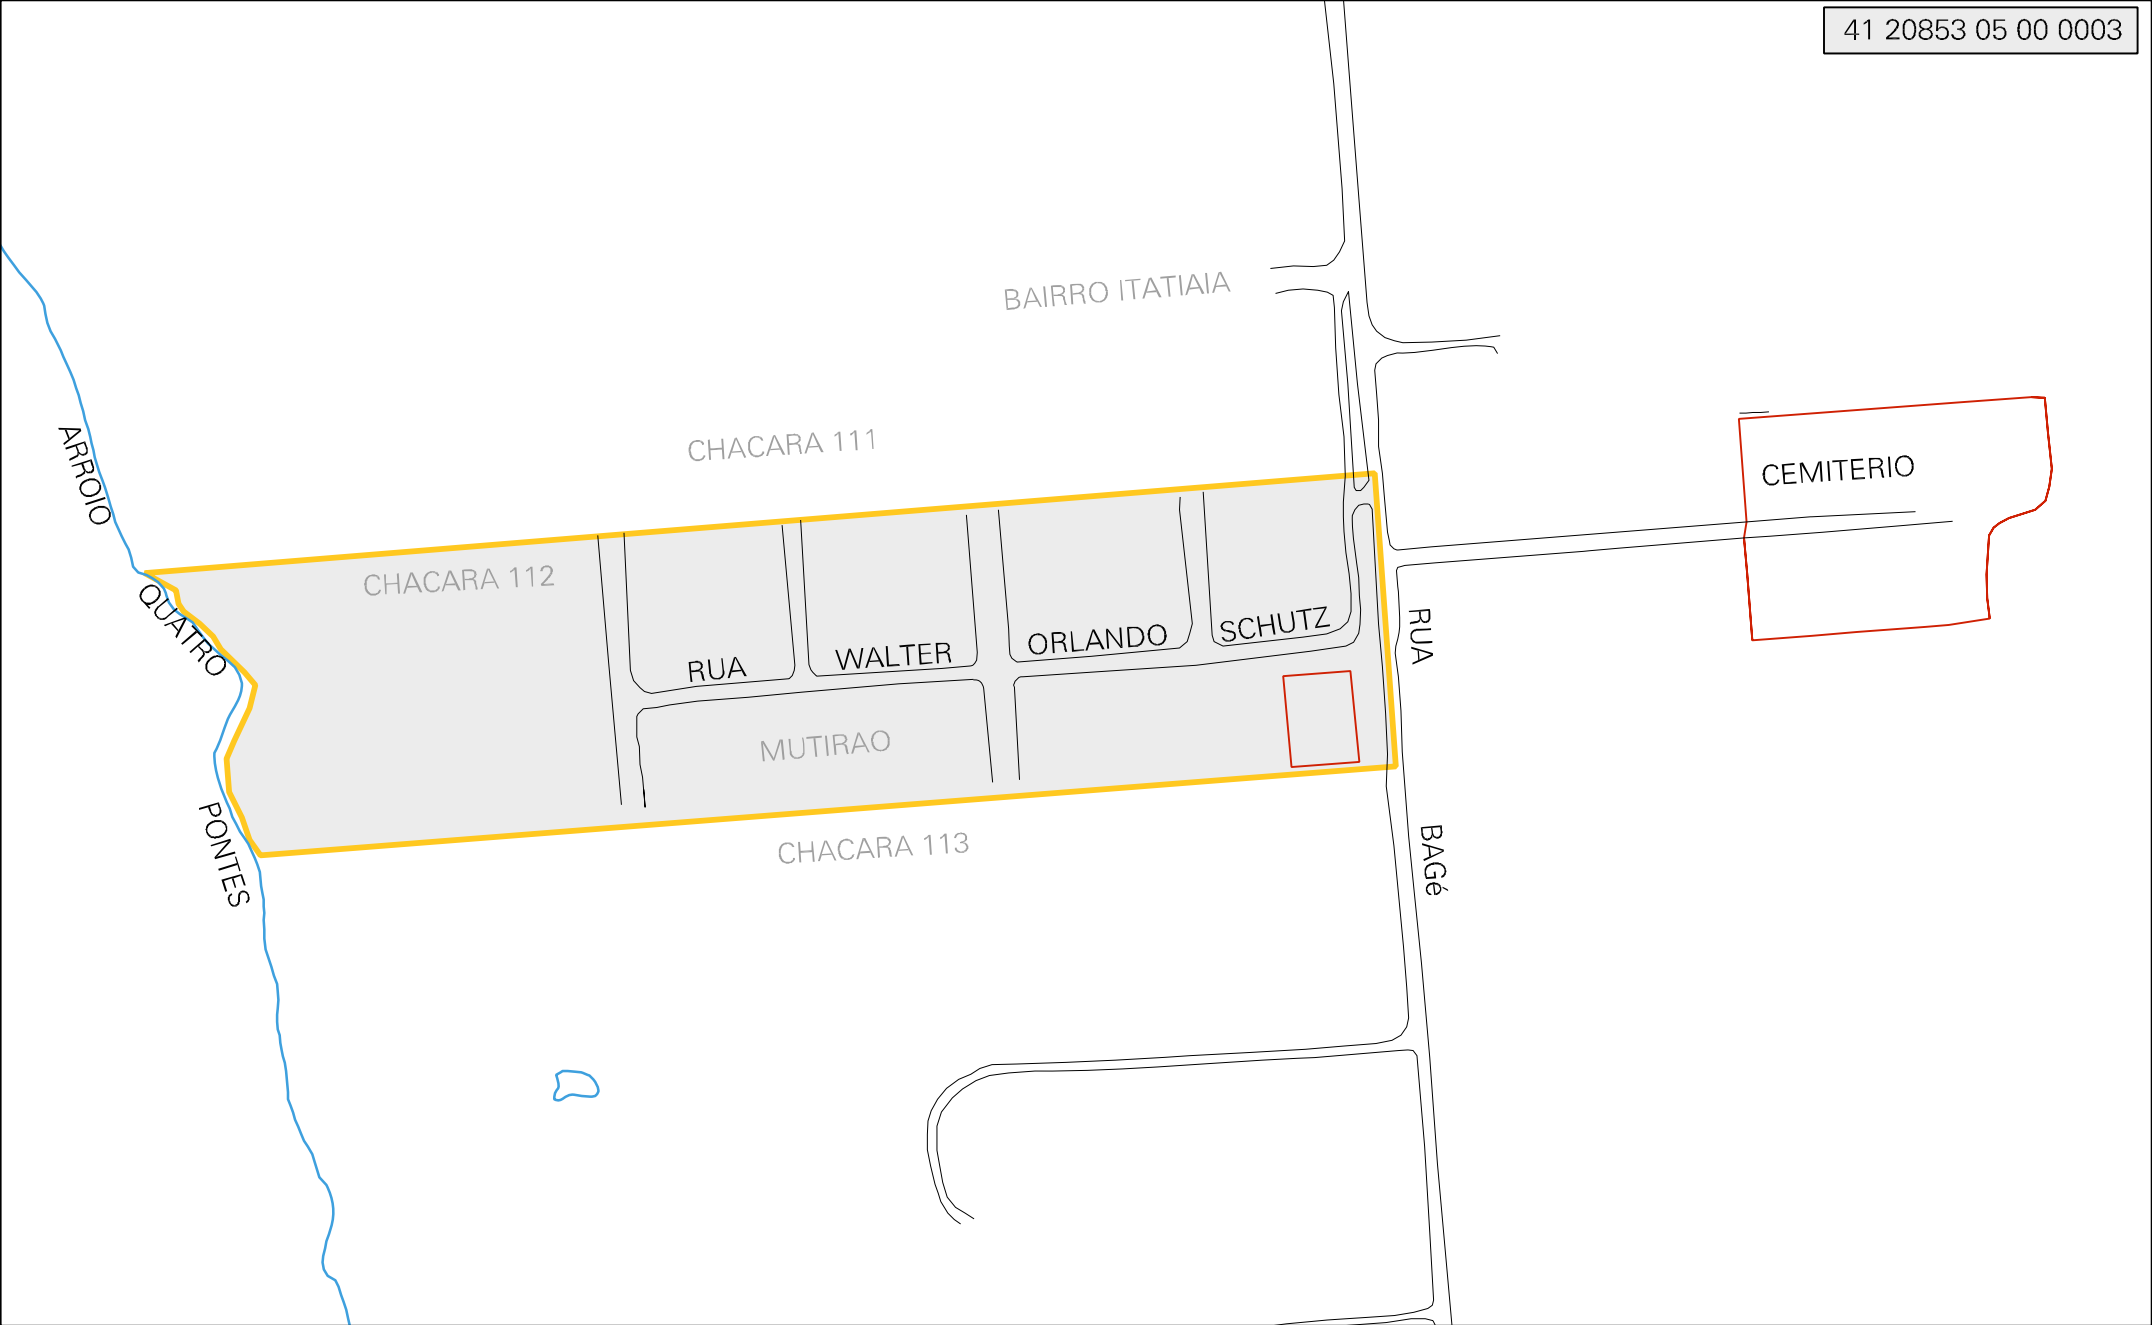 41 20853 05 00 0003
BAIRRO ITATIAIA
CHACARA 111
ARROIO QUATRO PONTES
CEMITERIO
CHACARA 112
RUA WALTER ORLANDO SCHUTZ
RUA BAGé
MUTIRAO
CHACARA 113